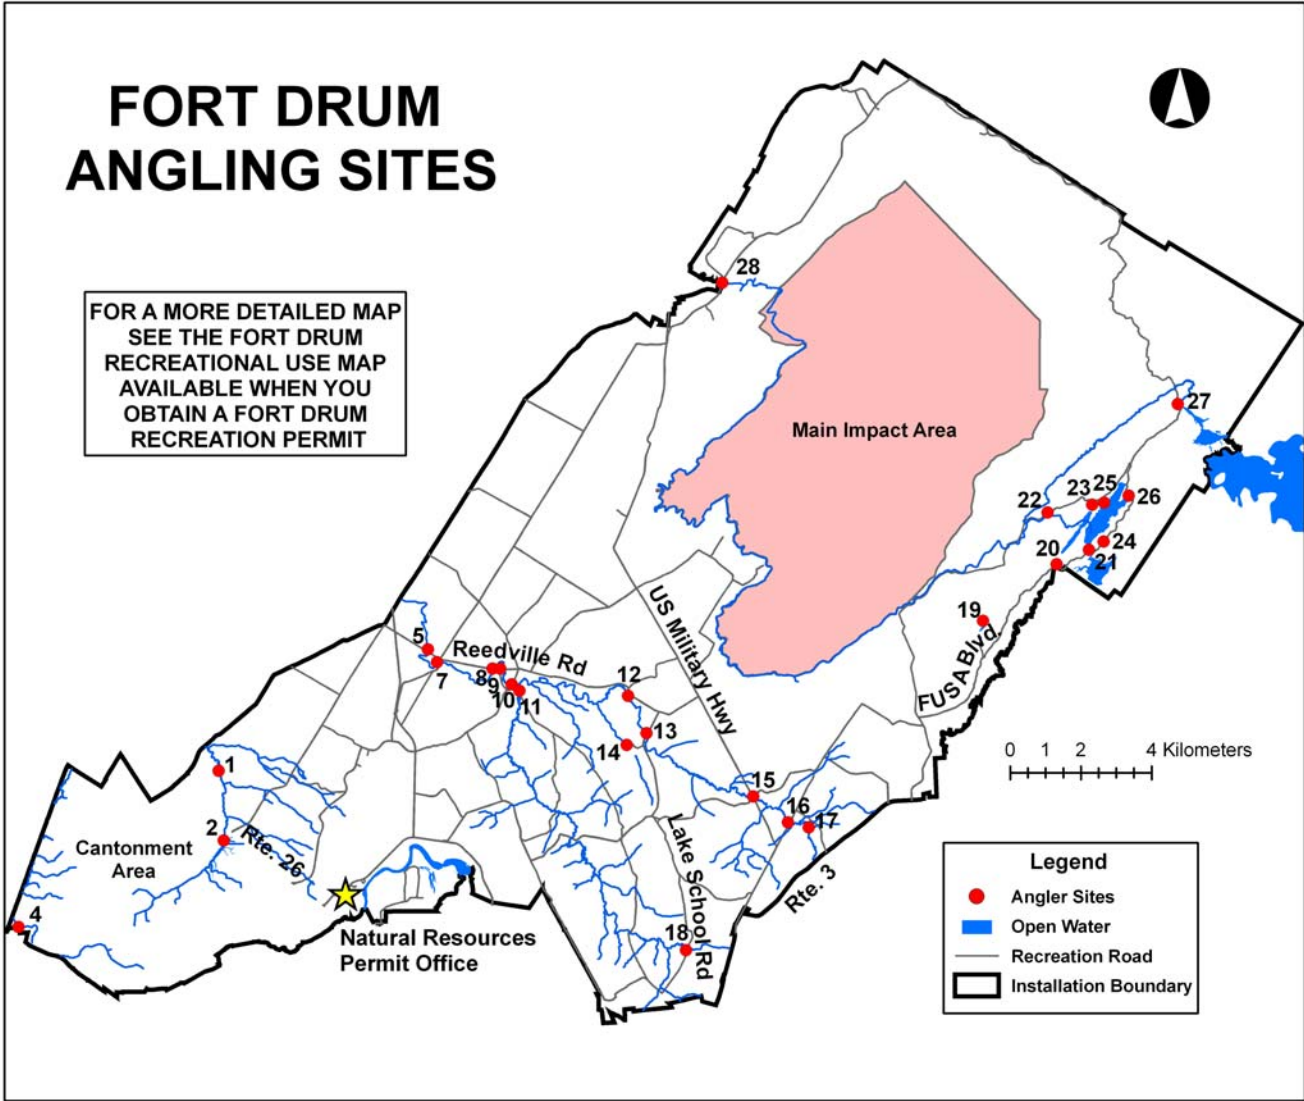 FORT DRUM
ANGLING SITES
FOR A MORE DETAILED MAP
SEE THE FORT DRUM
RECREATIONAL USE MAP
AVAILABLE WHEN YOU
OBTAIN A FORT DRUM
RECREATION PERMIT
28
Main Impact Area
27
22
23
25
26
20
24
21
19
FUSA Blvd.
US Military Hwy
5
Reedville Rd
7
8
9
10
11
12
13
14
0 1 2 4 Kilometers
1
2
Rte. 26
Cantonment
Area
15
16
17
Lake School Rd
Rte. 3
4
18
Natural Resources
Permit Office
Legend
Angler Sites
Open Water
Recreation Road
Installation Boundary